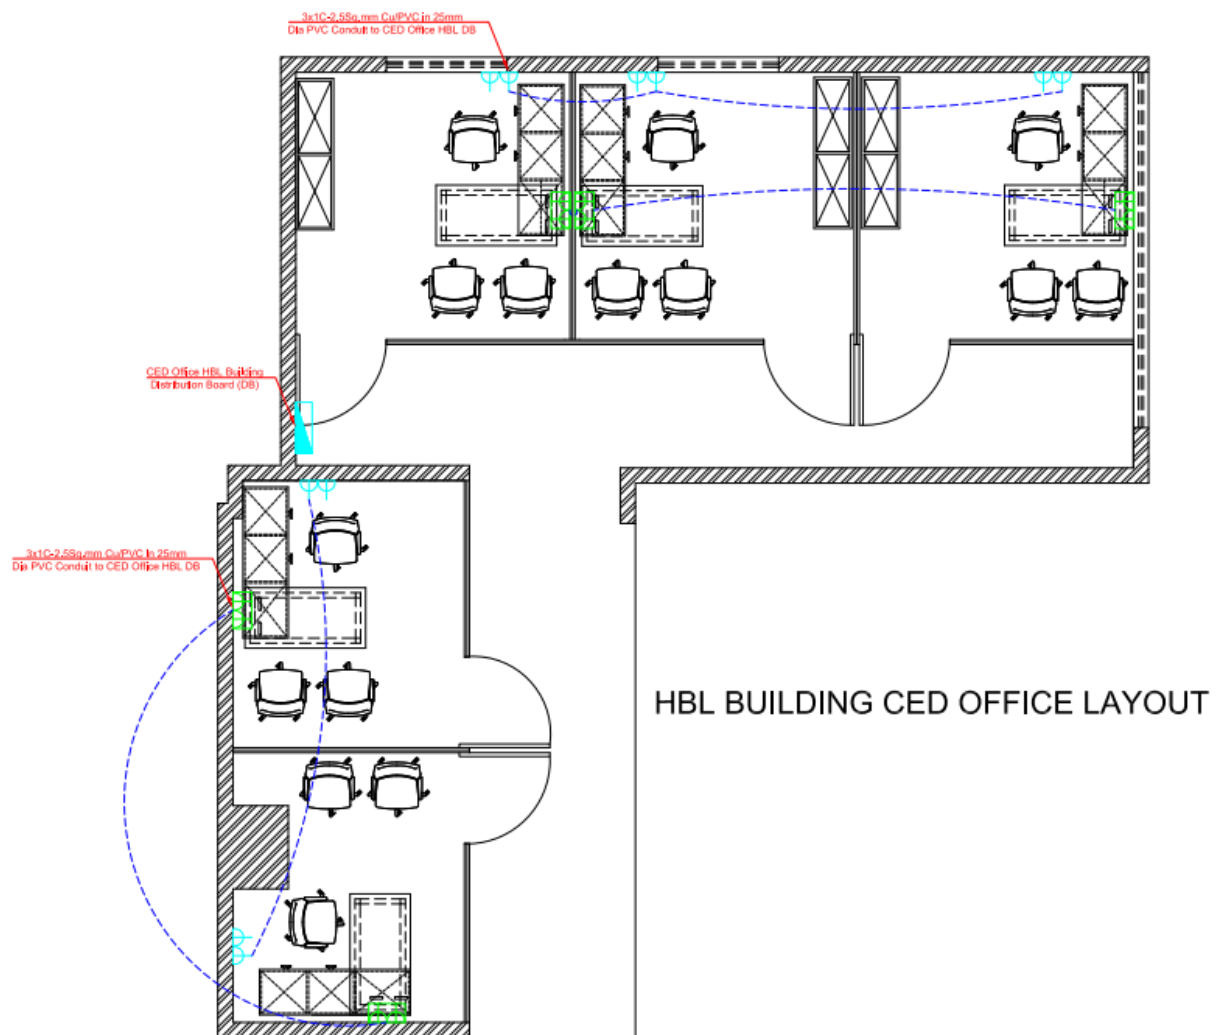 3x1C-2.5Sq.mm Cu/PVC in 25mm
Dia PVC Conduit to CED Office HBL DB
CED Office HBL Building
Distribution Board (DB)
3x1C-2.5Sq.mm Cu/PVC in 25mm
Dia PVC Conduit to CED Office HBL DB
HBL BUILDING CED OFFICE LAYOUT